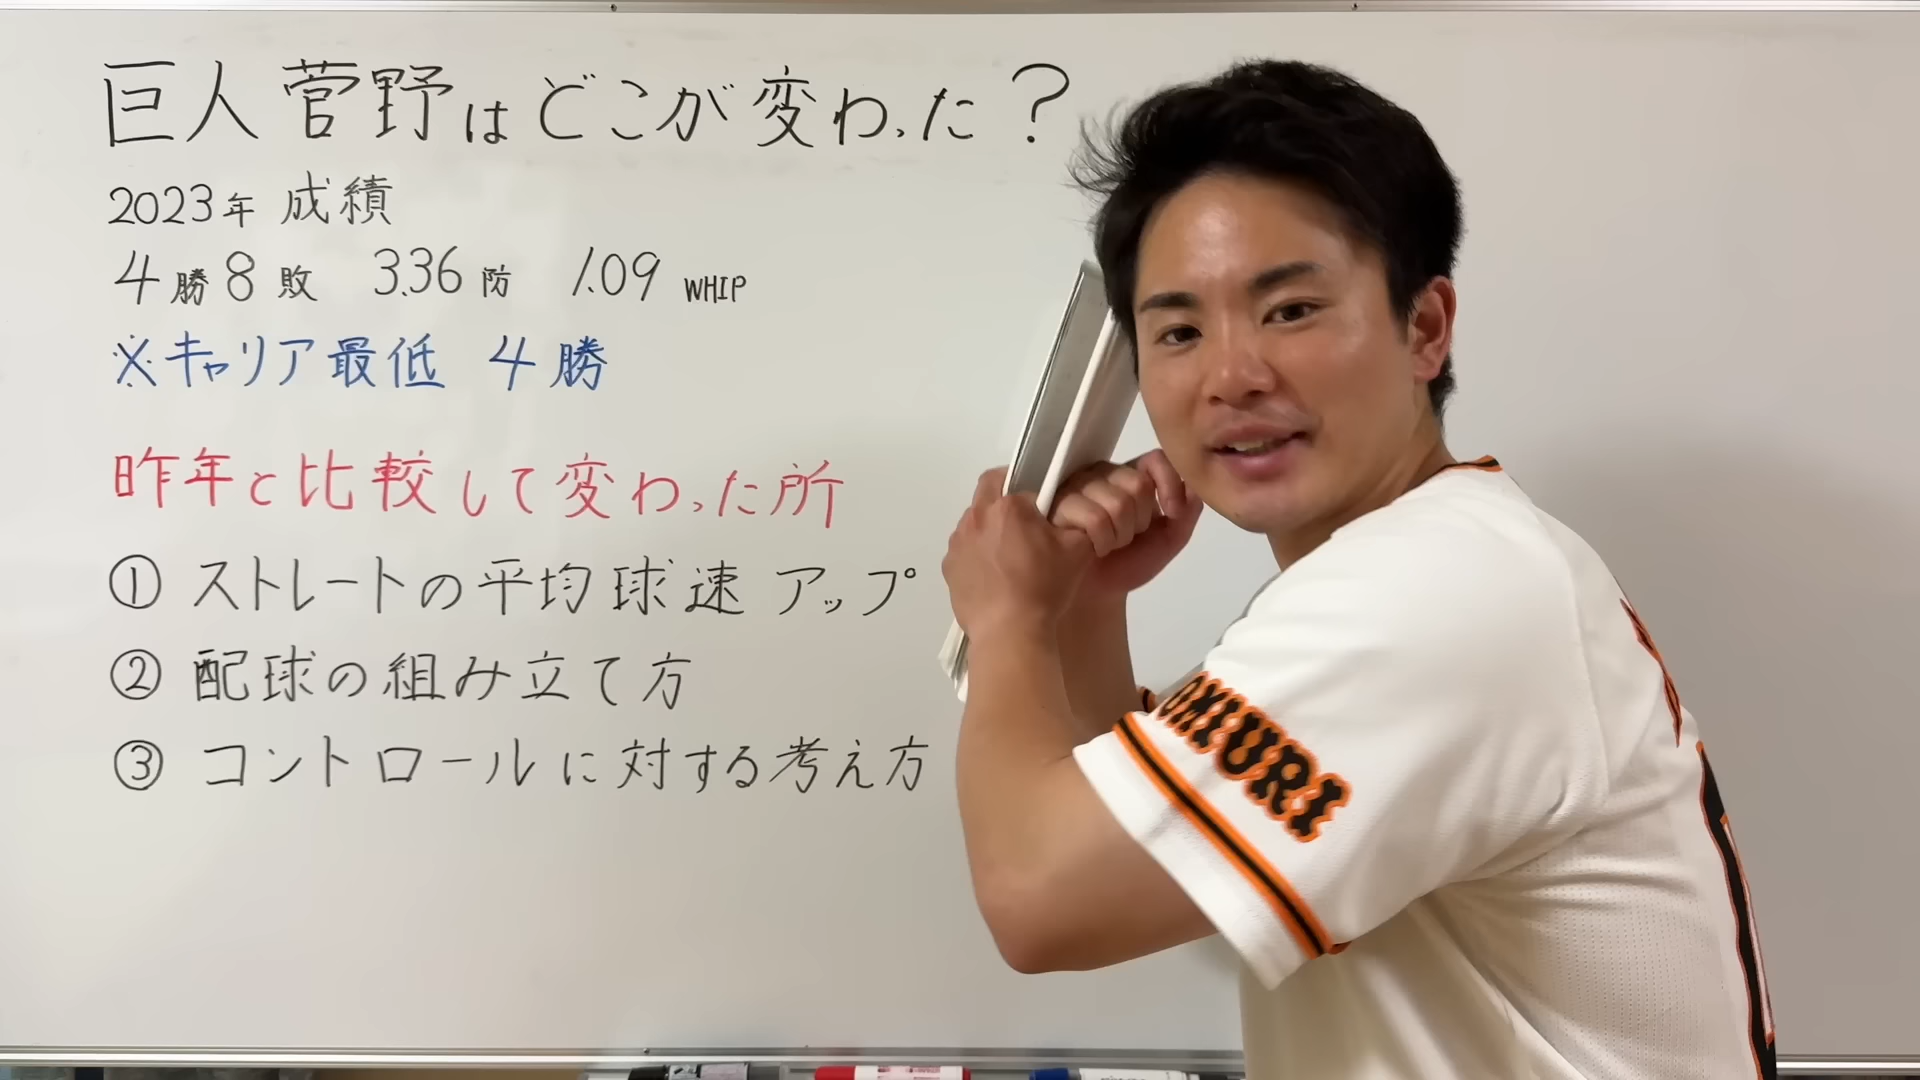 巨人菅野はどこが変わった?
2023年 成績
4勝8敗 3.36防 1.09 WHIP
※キャリア最低 4勝
昨年と比較して変わった所
① ストレートの平均球速アップ
② 配球の組み立て方
③ コントロールに対する考え方
OMIURI